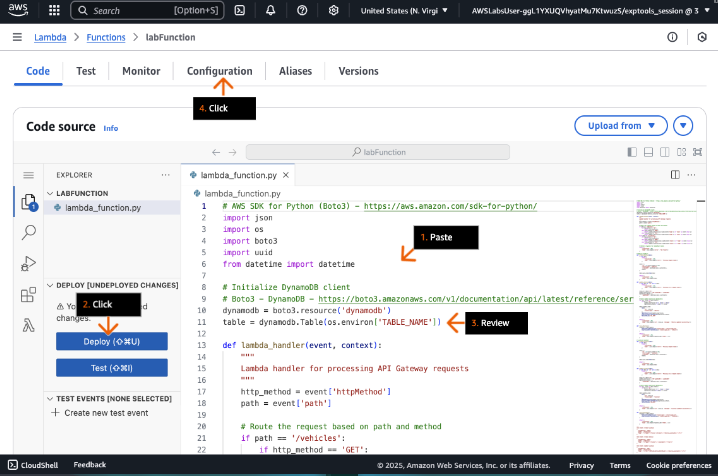 aws
Search
[Option+S]
United States (N. Virgi
AWSLabsUser-ggL1YXUQVhyatMu7KtwuzS/exptools_session @ 3
Lambda > Functions > labFunction
Code
Test
Monitor
Configuration
Aliases
Versions
4. Click
Code source
Info
Upload from
labFunction
EXPLORER
LABFUNCTION
lambda_function.py
1
DEPLOY [UNDEPLOYED CHANGES]
You
d
changes.
2. Click
Deploy (⇧⌘U)
Test (⇧⌘I)
TEST EVENTS [NONE SELECTED]
+ Create new test event
lambda_function.py
lambda_function.py
1 # AWS SDK for Python (Boto3) - https://aws.amazon.com/sdk-for-python/
2 import json
3 import os
4 import boto3
5 import uuid
6 from datetime import datetime
7
8 # Initialize DynamoDB client
9 # Boto3 - DynamoDB - https://boto3.amazonaws.com/v1/documentation/api/latest/reference/ser
10 dynamodb = boto3.resource('dynamodb')
11 table = dynamodb.Table(os.environ['TABLE_NAME'])
12
13 def lambda_handler(event, context):
14 """
15 Lambda handler for processing API Gateway requests
16 """
17 http_method = event['httpMethod']
18 path = event['path']
19
20 # Route the request based on path and method
21 if path == '/vehicles':
22 if http_method == 'GET':
1. Paste
3. Review
CloudShell
Feedback
© 2025, Amazon Web Services, Inc. or its affiliates.
Privacy
Terms
Cookie preferences